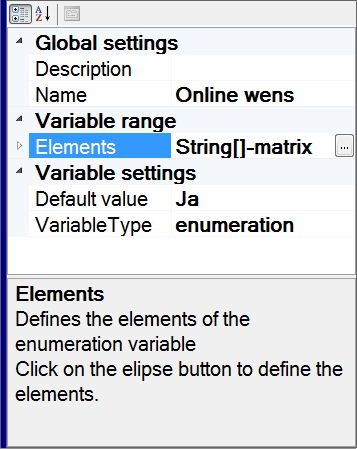 Global settings
Description
Name Online wens
Variable range
Elements String[]-matrix ...
Variable settings
Default value Ja
VariableType enumeration
Elements
Defines the elements of the
enumeration variable
Click on the elipse button to define the
elements.